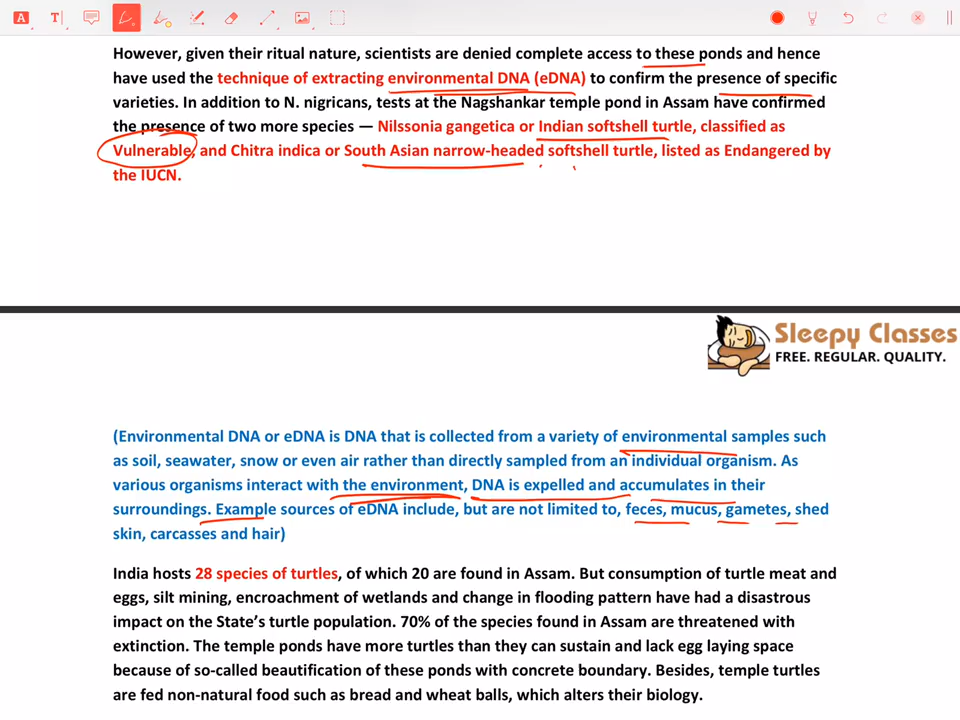 However, given their ritual nature, scientists are denied complete access to these ponds and hence
have used the technique of extracting environmental DNA (eDNA) to confirm the presence of specific
varieties. In addition to N. nigricans, tests at the Nagshankar temple pond in Assam have confirmed
the presence of two more species — Nilssonia gangetica or Indian softshell turtle, classified as
Vulnerable, and Chitra indica or South Asian narrow-headed softshell turtle, listed as Endangered by
the IUCN.
Sleepy Classes
FREE. REGULAR. QUALITY.
(Environmental DNA or eDNA is DNA that is collected from a variety of environmental samples such
as soil, seawater, snow or even air rather than directly sampled from an individual organism. As
various organisms interact with the environment, DNA is expelled and accumulates in their
surroundings. Example sources of eDNA include, but are not limited to, feces, mucus, gametes, shed
skin, carcasses and hair)
India hosts 28 species of turtles, of which 20 are found in Assam. But consumption of turtle meat and
eggs, silt mining, encroachment of wetlands and change in flooding pattern have had a disastrous
impact on the State's turtle population. 70% of the species found in Assam are threatened with
extinction. The temple ponds have more turtles than they can sustain and lack egg laying space
because of so-called beautification of these ponds with concrete boundary. Besides, temple turtles
are fed non-natural food such as bread and wheat balls, which alters their biology.